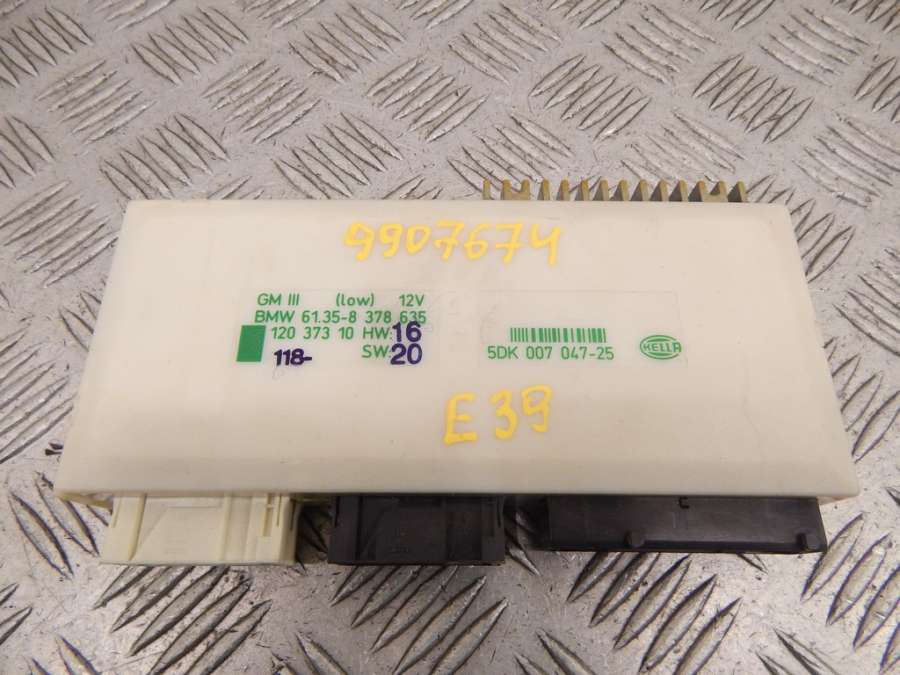 9907674
GM III (low) 12V
BMW 61.35-8 378 635
120 373 10 HW: 16
118- SW: 20
5DK 007 047-25
HELLA
E39